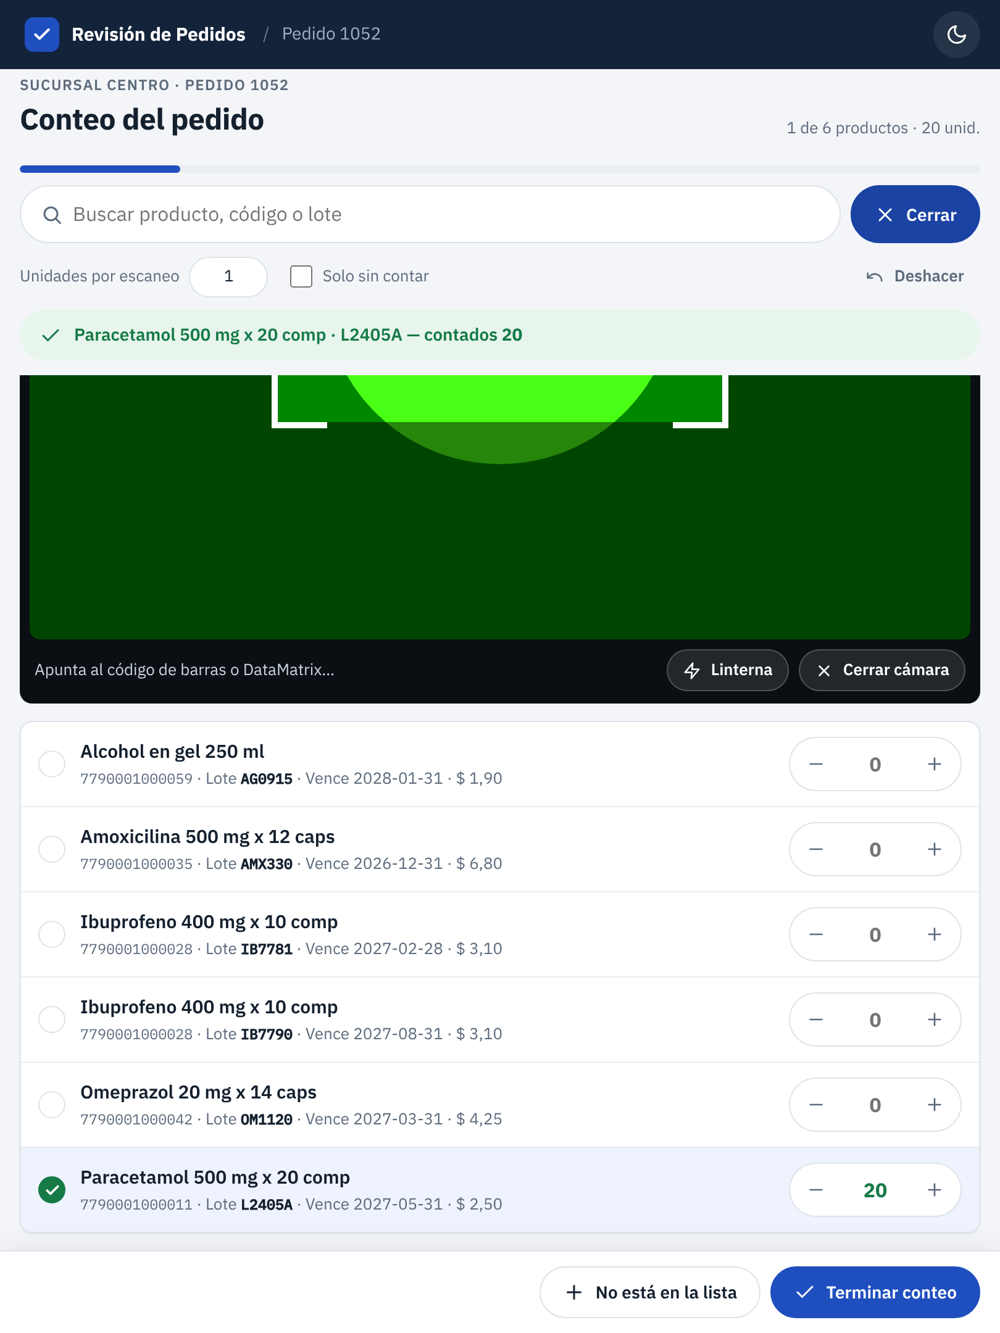 Revisión de Pedidos / Pedido 1052
SUCURSAL CENTRO · PEDIDO 1052
Conteo del pedido
1 de 6 productos · 20 unid.
Buscar producto, código o lote
Cerrar
Unidades por escaneo 1
Solo sin contar
Deshacer
Paracetamol 500 mg x 20 comp · L2405A — contados 20
Apunta al código de barras o DataMatrix...
Linterna
Cerrar cámara
Alcohol en gel 250 ml
7790001000059 · Lote AG0915 · Vence 2028-01-31 · $ 1,90
− 0 +
Amoxicilina 500 mg x 12 caps
7790001000035 · Lote AMX330 · Vence 2026-12-31 · $ 6,80
− 0 +
Ibuprofeno 400 mg x 10 comp
7790001000028 · Lote IB7781 · Vence 2027-02-28 · $ 3,10
− 0 +
Ibuprofeno 400 mg x 10 comp
7790001000028 · Lote IB7790 · Vence 2027-08-31 · $ 3,10
− 0 +
Omeprazol 20 mg x 14 caps
7790001000042 · Lote OM1120 · Vence 2027-03-31 · $ 4,25
− 0 +
Paracetamol 500 mg x 20 comp
7790001000011 · Lote L2405A · Vence 2027-05-31 · $ 2,50
− 20 +
+ No está en la lista
Terminar conteo